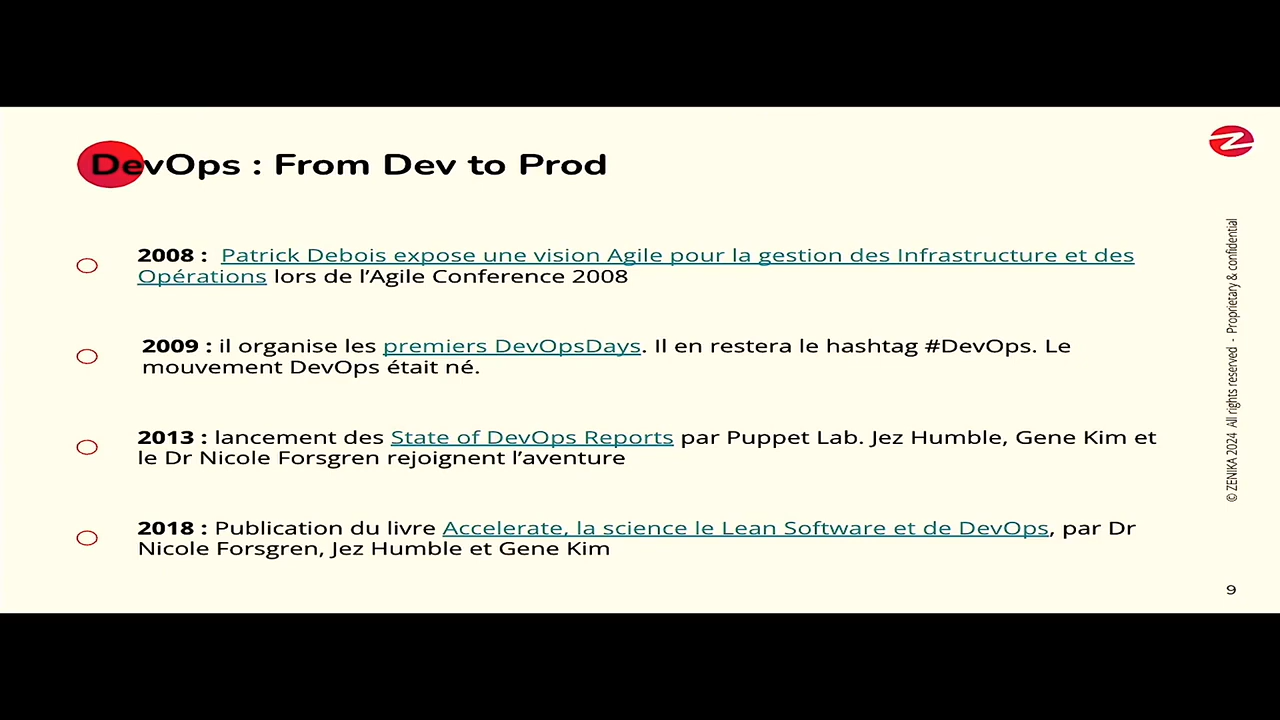 DevOps : From Dev to Prod
2008 : Patrick Debois expose une vision Agile pour la gestion des Infrastructure et des
Opérations lors de l'Agile Conference 2008
2009 : il organise les premiers DevOpsDays. Il en restera le hashtag #DevOps. Le
mouvement DevOps était né.
2013 : lancement des State of DevOps Reports par Puppet Lab. Jez Humble, Gene Kim et
le Dr Nicole Forsgren rejoignent l'aventure
2018 : Publication du livre Accelerate, la science le Lean Software et de DevOps, par Dr
Nicole Forsgren, Jez Humble et Gene Kim
© ZENIKA 2024 All rights reserved - Proprietary & confidential
9